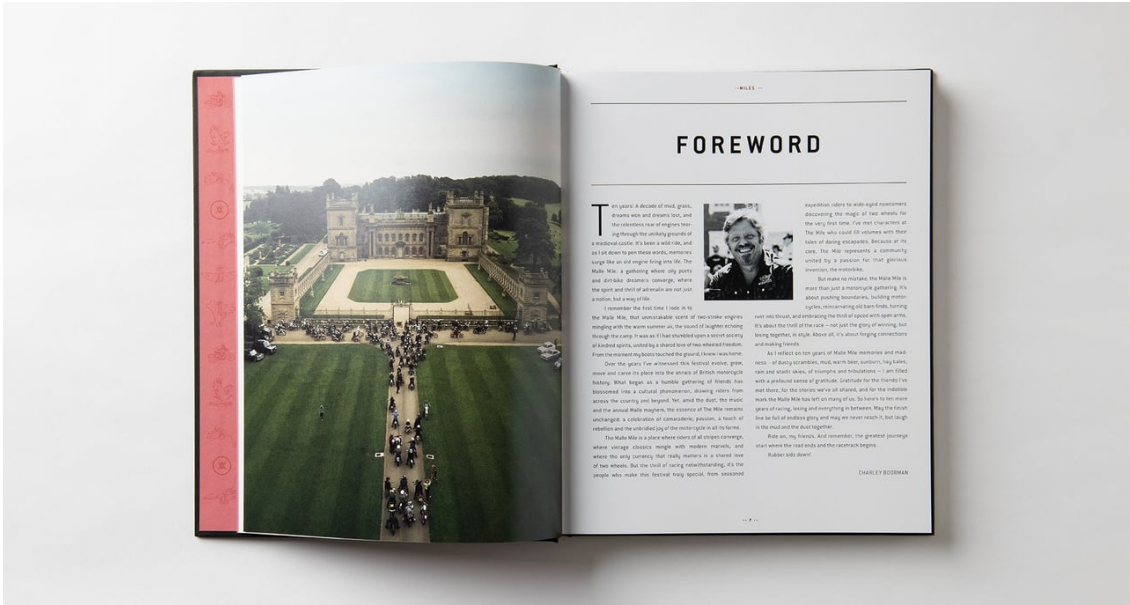 —MILES—
FOREWORD
Ten years! A decade of mud, grass,
dreams won and dreams lost, and
the relentless roar of engines tear-
ing through the unlikely grounds of
a medieval castle. It's been a wild ride, and
as I sit down to pen these words, memories
surge like an old engine firing into life. The
Malle Mile: a gathering where oily poets
and dirt-bike dreamers converge, where
the spirit and thrill of adrenalin are not just
a notion, but a way of life.
I remember the first time I rode in to
the Malle Mile, that unmistakable scent of two-stroke engines
mingling with the warm summer air, the sound of laughter echoing
through the camp. It was as if I had stumbled upon a secret society
of kindred spirits, united by a shared love of two wheeled freedom.
From the moment my boots touched the ground, I knew I was home.
Over the years I've witnessed this festival evolve, grow,
move and carve its place into the annals of British motorcycle
history. What began as a humble gathering of friends has
blossomed into a cultural phenomenon, drawing riders from
across the country and beyond. Yet, amid the dust, the music
and the annual Malle mayhem, the essence of The Mile remains
unchanged: a celebration of camaraderie, passion, a touch of
rebellion and the unbridled joy of the motorcycle in all its forms.
The Malle Mile is a place where riders of all stripes converge,
where vintage classics mingle with modern marvels, and
where the only currency that really matters is a shared love
of two wheels. But the thrill of racing notwithstanding, it's the
people who make this festival truly special, from seasoned
expedition riders to wide-eyed newcomers
discovering the magic of two wheels for
the very first time. I've met characters at
The Mile who could fill volumes with their
tales of daring escapades. Because at its
core, The Mile represents a community
united by a passion for that glorious
invention, the motorbike.
But make no mistake, the Malle Mile is
more than just a motorcycle gathering. It's
about pushing boundaries, building motor-
cycles, reincarnating old barn finds, turning
rust into thrust, and embracing the thrill of speed with open arms.
It's about the thrill of the race – not just the glory of winning, but
losing together, in style. Above all, it's about forging connections
and making friends.
As I reflect on ten years of Malle Mile memories and mad-
ness – of dusty scrambles, mud, warm beer, sunburn, hay bales,
rain and elastic skies, of triumphs and tribulations – I am filled
with a profound sense of gratitude. Gratitude for the friends I've
met there, for the stories we've all shared, and for the indelible
mark the Malle Mile has left on many of us. So here's to ten more
years of racing, losing and everything in between. May the finish
line be full of endless glory and may we never reach it, but laugh
in the mud and the dust together.
Ride on, my friends. And remember, the greatest journeys
start where the road ends and the racetrack begins.
Rubber side down!
CHARLEY BOORMAN
-- 7 --